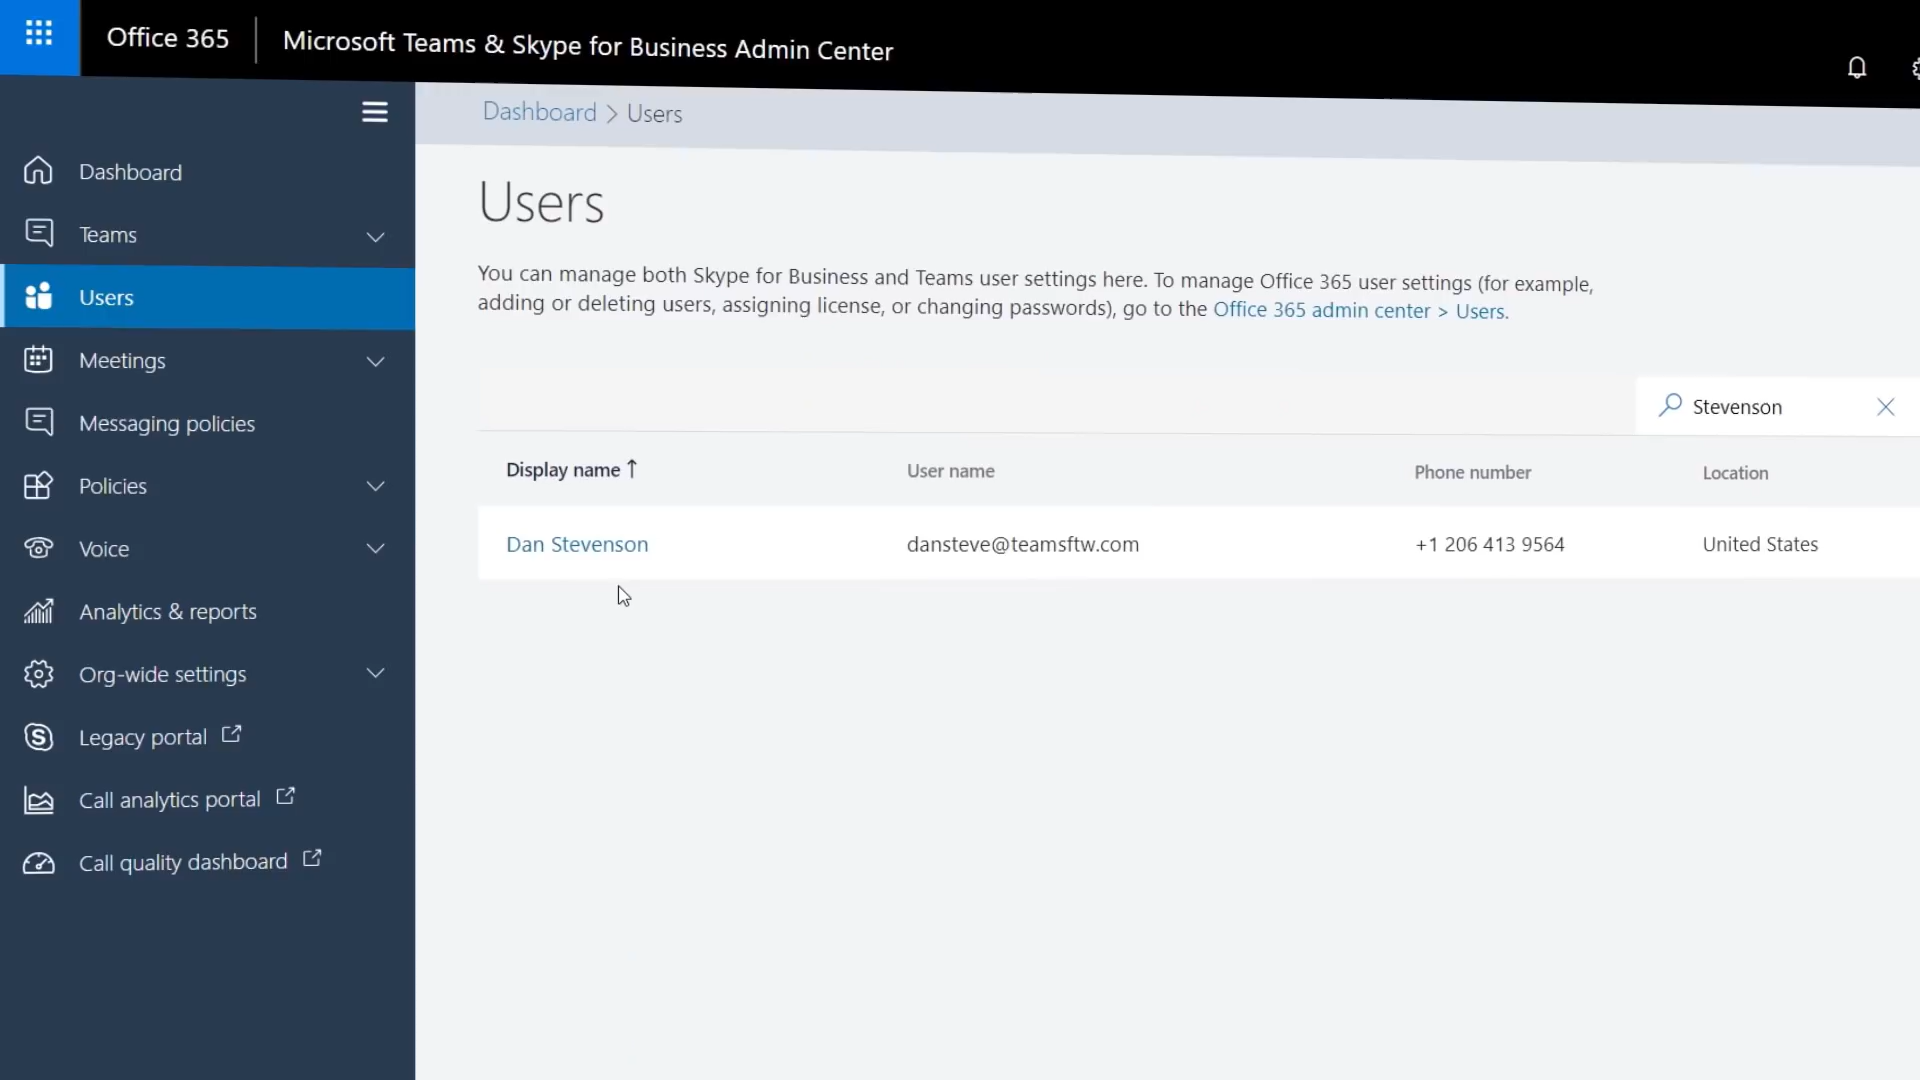 Office 365
Microsoft Teams & Skype for Business Admin Center
Dashboard > Users
Dashboard
Teams
Users
Meetings
Messaging policies
Policies
Voice
Analytics & reports
Org-wide settings
Legacy portal
Call analytics portal
Call quality dashboard
Users
You can manage both Skype for Business and Teams user settings here. To manage Office 365 user settings (for example,
adding or deleting users, assigning license, or changing passwords), go to the Office 365 admin center > Users.
Stevenson
Display name ↑ User name Phone number Location
Dan Stevenson dansteve@teamsftw.com +1 206 413 9564 United States